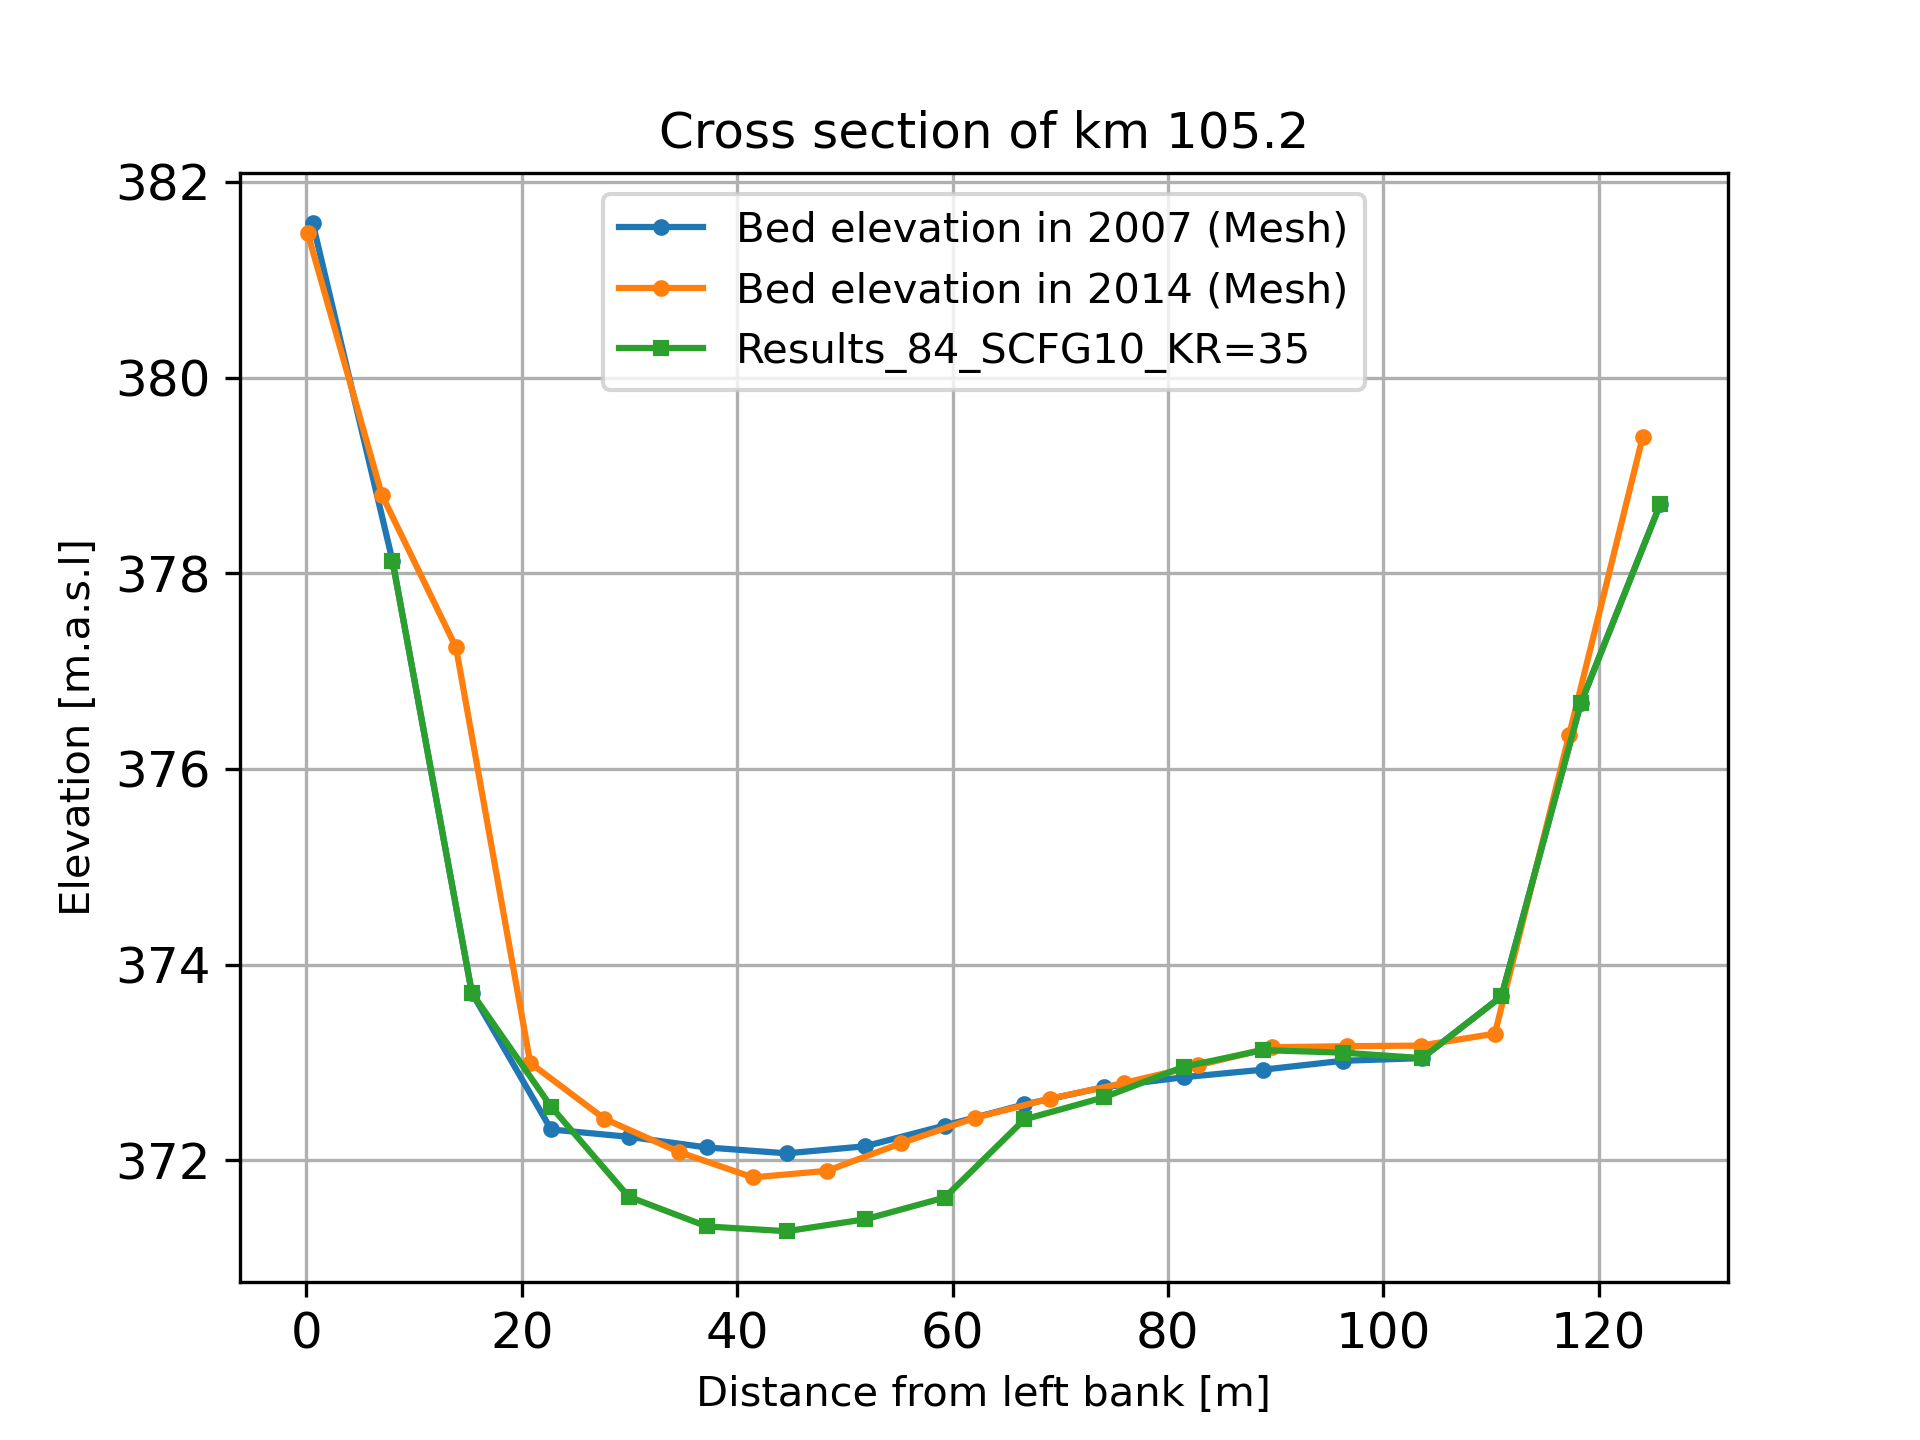 Cross section of km 105.2
382
380
378
376
374
372
Elevation [m.a.s.l]
Bed elevation in 2007 (Mesh)
Bed elevation in 2014 (Mesh)
Results_84_SCFG10_KR=35
0 20 40 60 80 100 120
Distance from left bank [m]